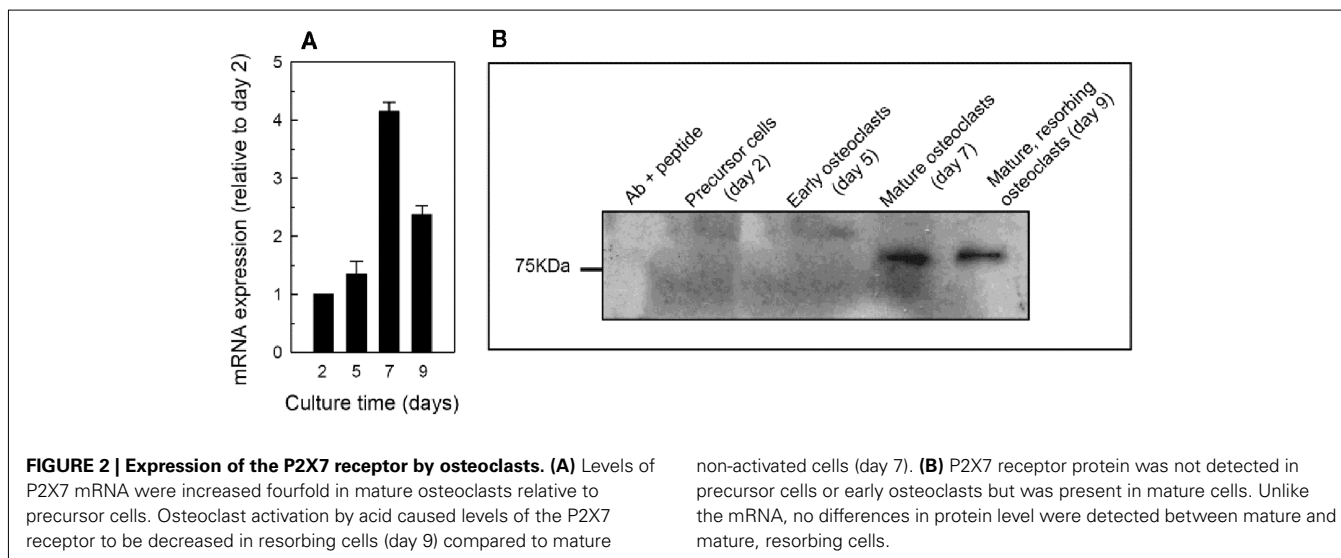 A
mRNA expression (relative to day 2)
5
4
3
2
1
0
2 5 7 9
Culture time (days)
B
Ab + peptide
Precursor cells
(day 2)
Early osteoclasts
(day 5)
Mature osteoclasts
(day 7)
Mature, resorbing
osteoclasts (day 9)
75KDa
FIGURE 2 | Expression of the P2X7 receptor by osteoclasts. (A) Levels of
P2X7 mRNA were increased fourfold in mature osteoclasts relative to
precursor cells. Osteoclast activation by acid caused levels of the P2X7
receptor to be decreased in resorbing cells (day 9) compared to mature
non-activated cells (day 7). (B) P2X7 receptor protein was not detected in
precursor cells or early osteoclasts but was present in mature cells. Unlike
the mRNA, no differences in protein level were detected between mature and
mature, resorbing cells.